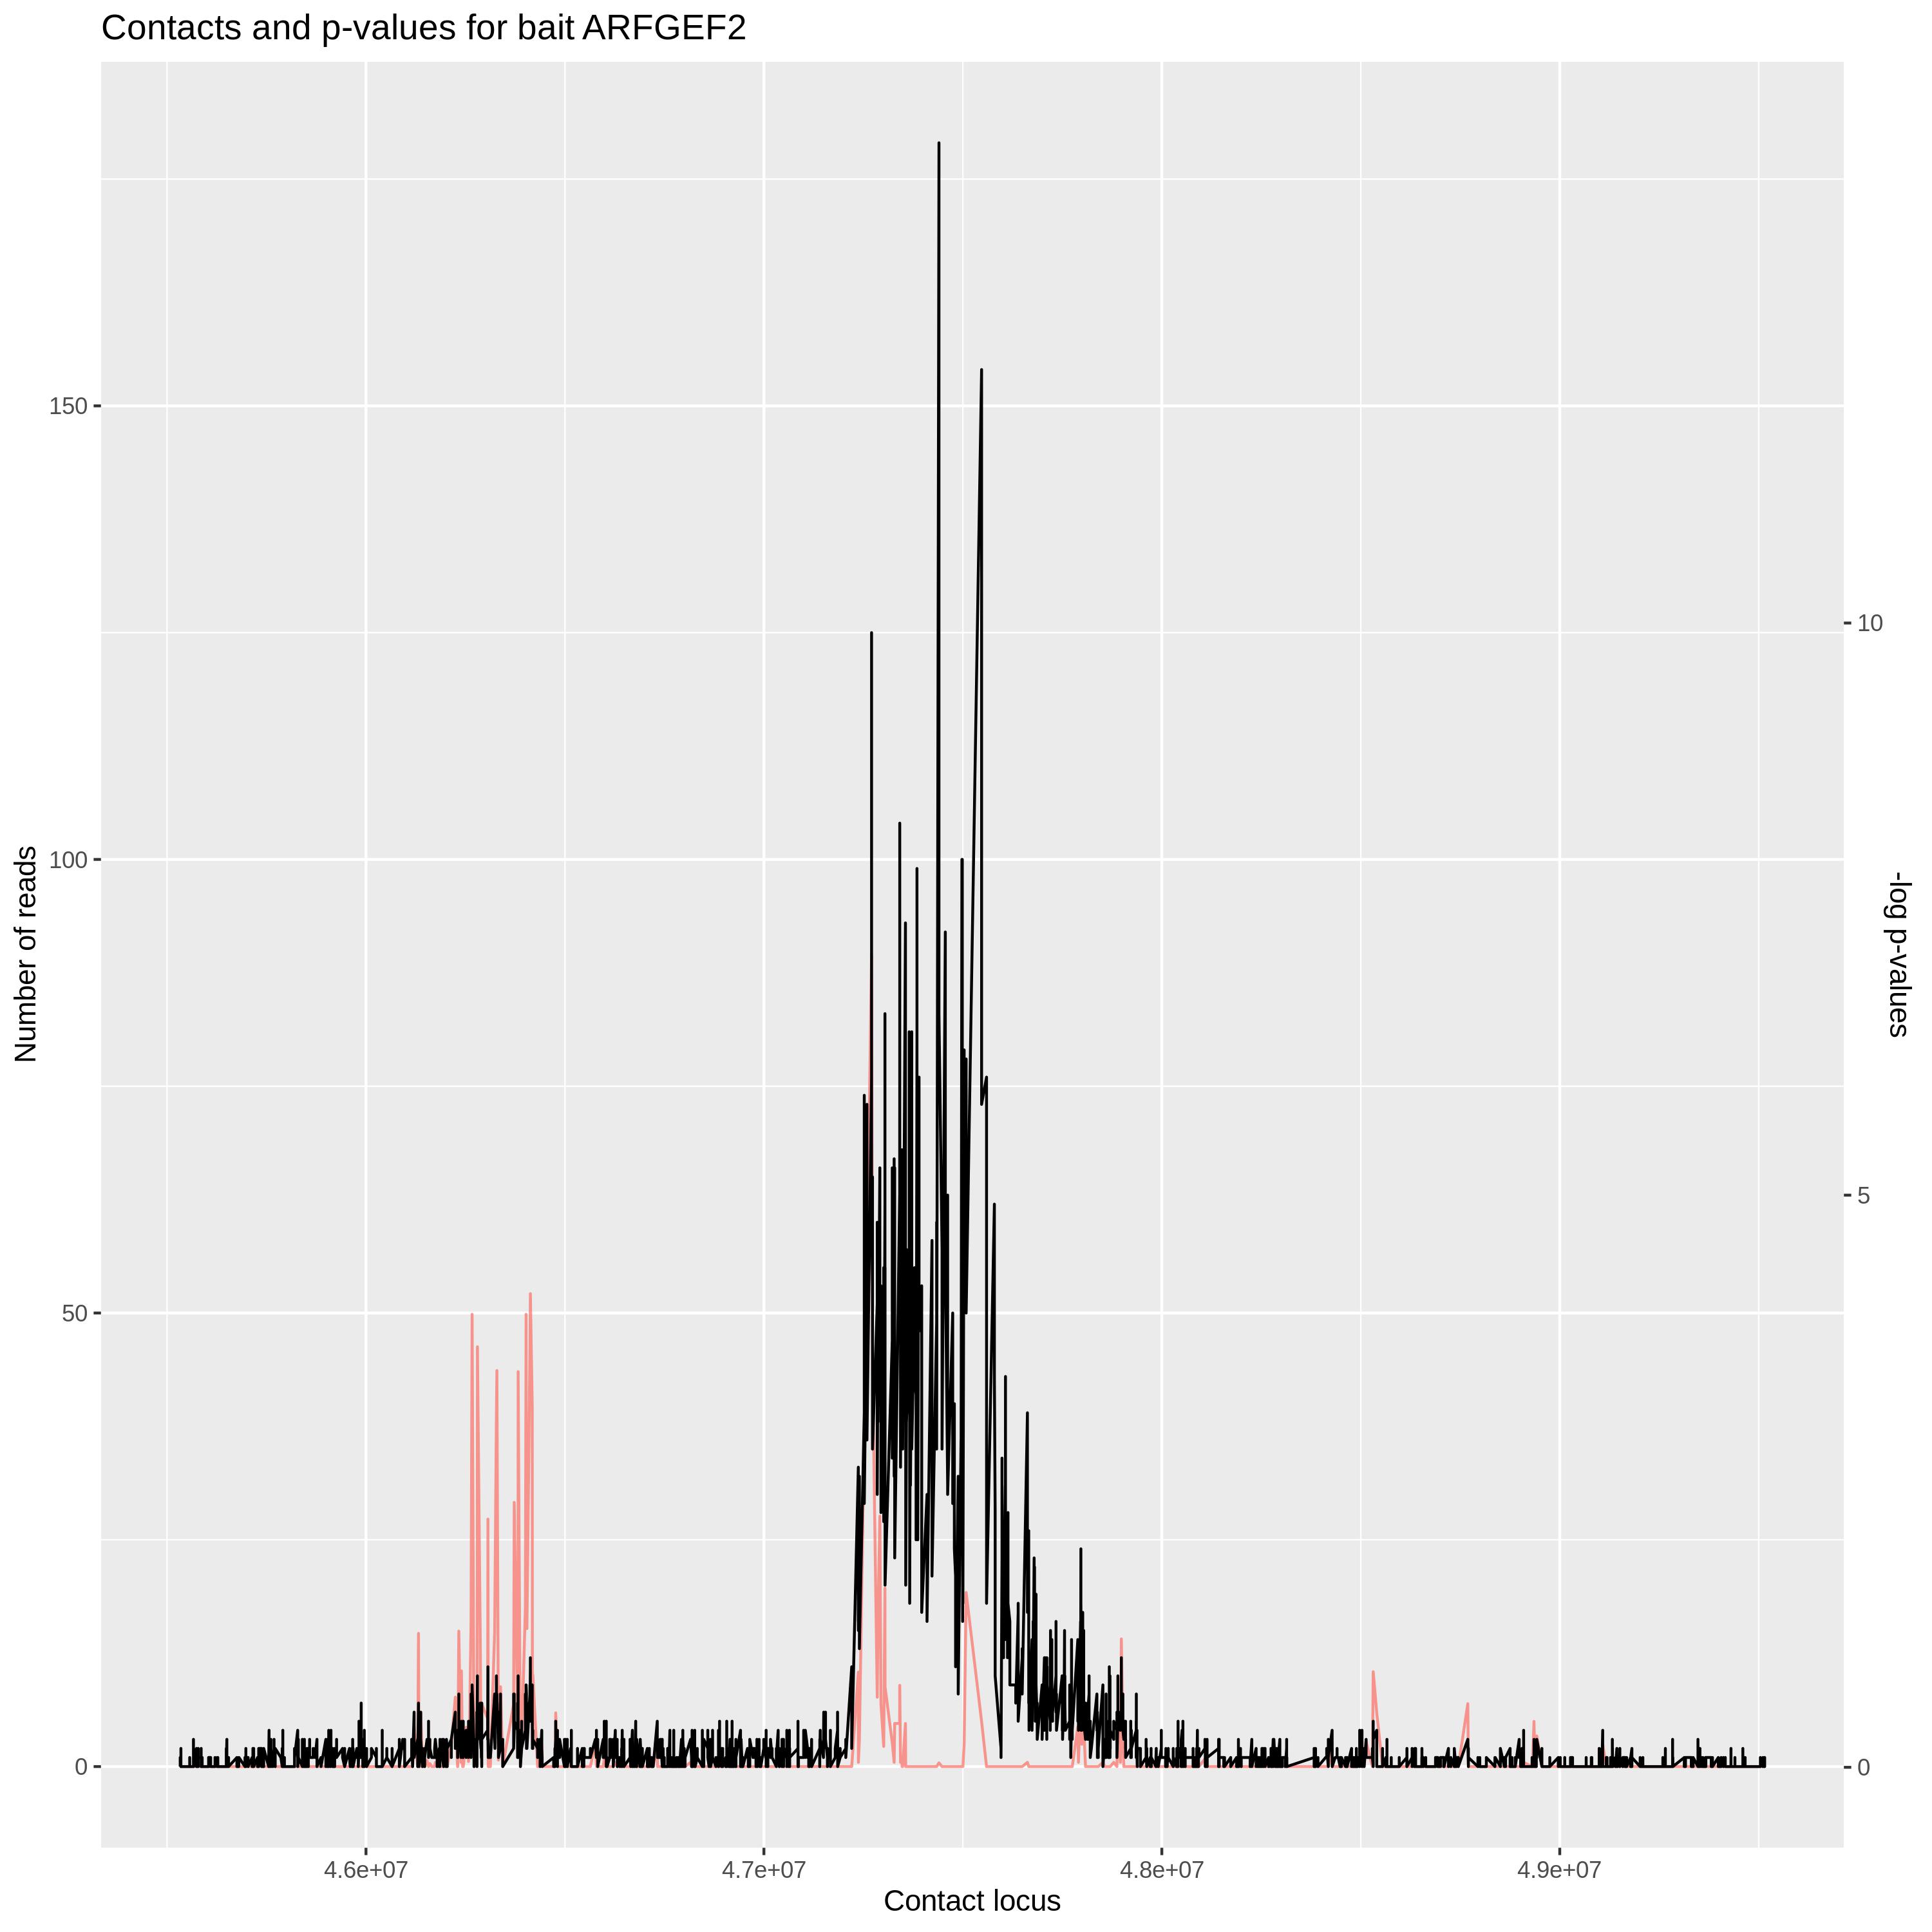 Contacts and p-values for bait ARFGEF2
Number of reads
150
100
50
0
10
5
0
-log p-values
4.6e+07
4.7e+07
4.8e+07
4.9e+07
Contact locus